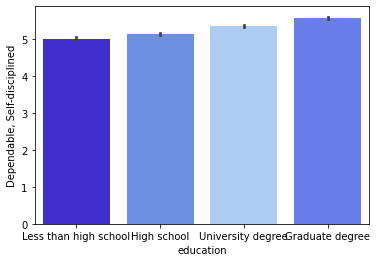 Dependable, Self-disciplined
5
4
3
2
1
0
Less than high school High school University degree Graduate degree
education